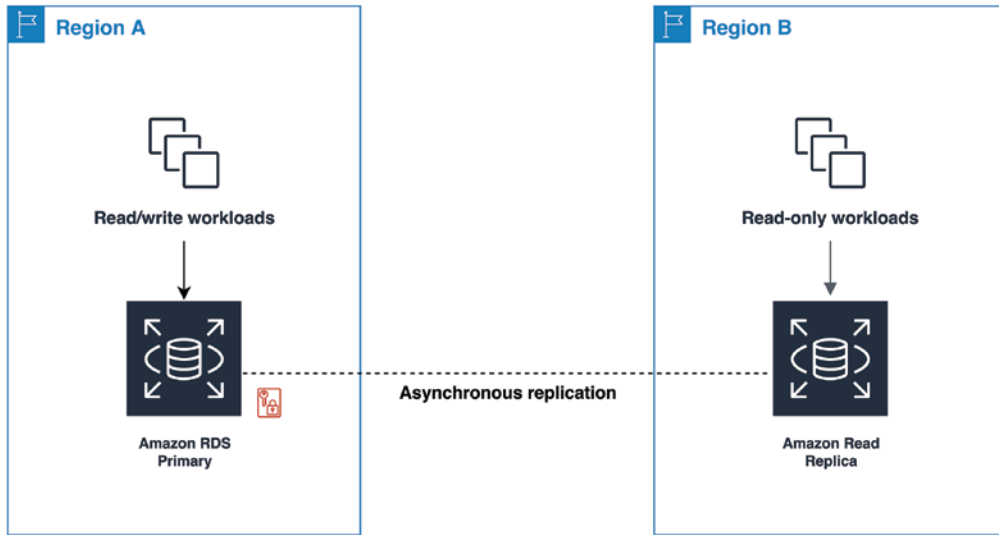 Region A
Region B
Read/write workloads
Read-only workloads
Asynchronous replication
Amazon RDS
Primary
Amazon Read
Replica